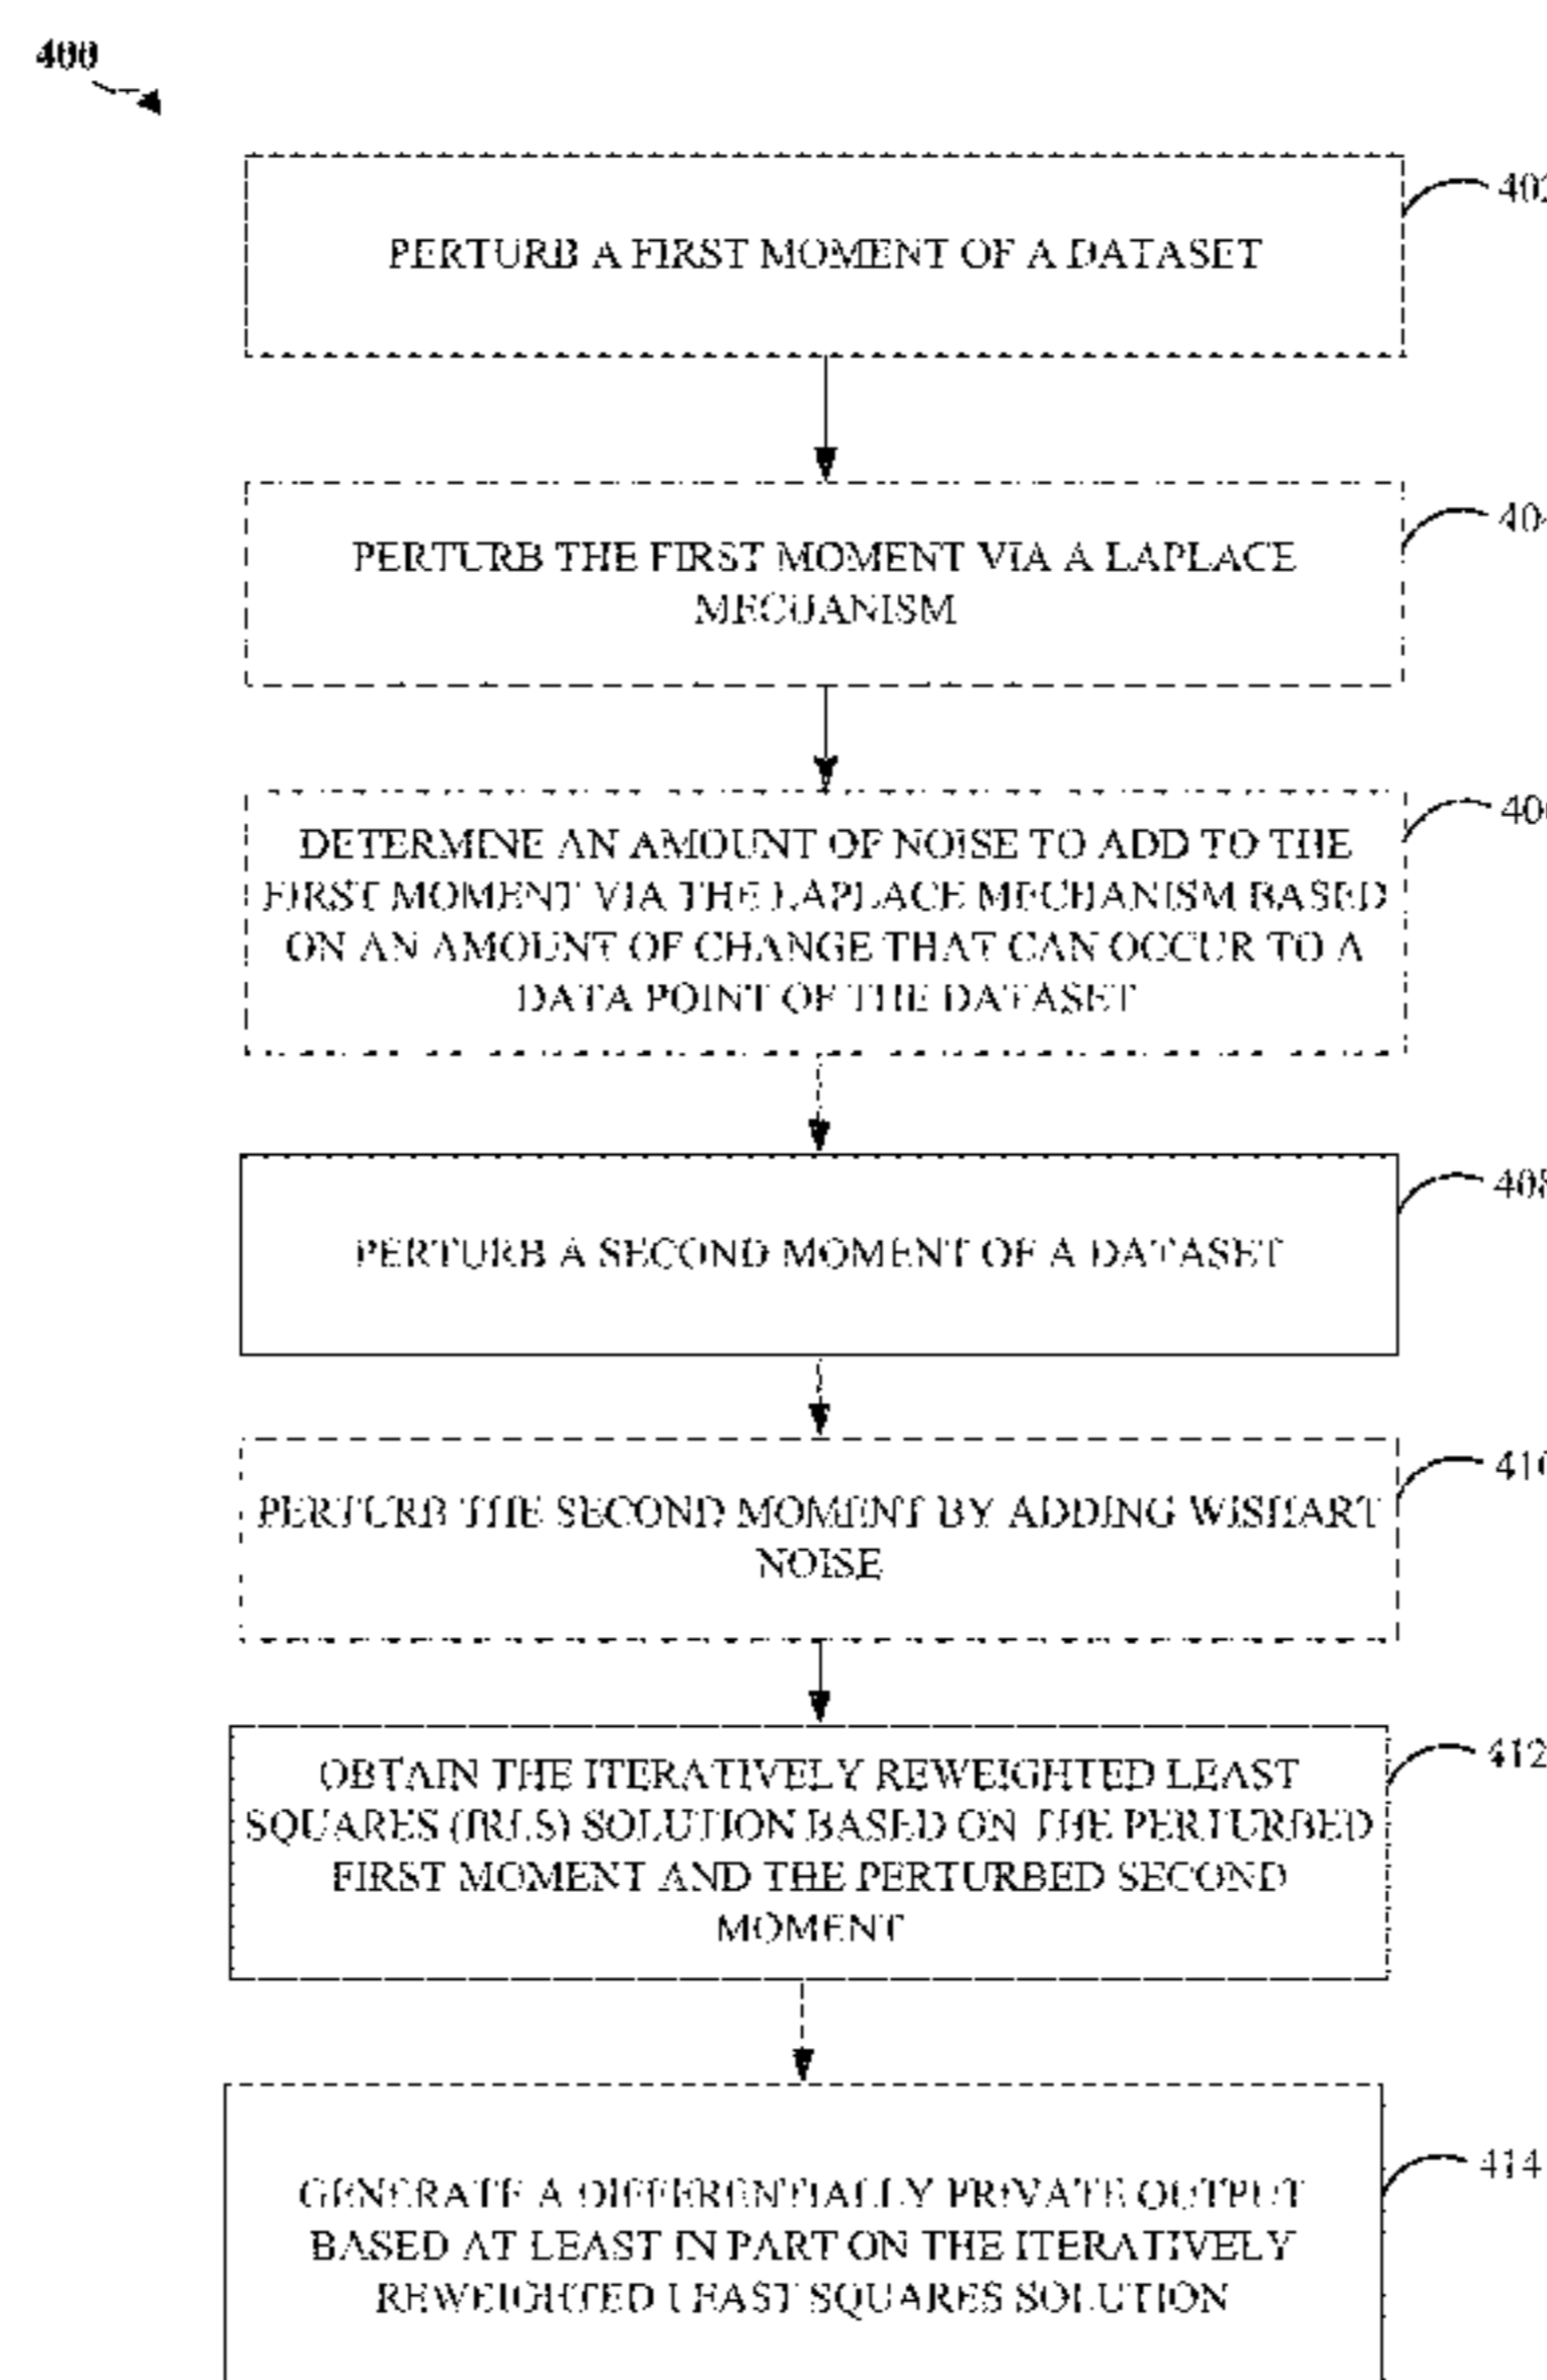 400
PERTURB A FIRST MOMENT OF A DATASET
402
PERTURB THE FIRST MOMENT VIA A LAPLACE
MECHANISM
404
DETERMINE AN AMOUNT OF NOISE TO ADD TO THE
FIRST MOMENT VIA THE LAPLACE MECHANISM BASED
ON AN AMOUNT OF CHANGE THAT CAN OCCUR TO A
DATA POINT OF THE DATASET
406
PERTURB A SECOND MOMENT OF A DATASET
408
PERTURB THE SECOND MOMENT BY ADDING WISHART
NOISE
410
OBTAIN THE ITERATIVELY REWEIGHTED LEAST
SQUARES (IRLS) SOLUTION BASED ON THE PERTURBED
FIRST MOMENT AND THE PERTURBED SECOND
MOMENT
412
GENERATE A DIFFERENTIALLY PRIVATE OUTPUT
BASED AT LEAST IN PART ON THE ITERATIVELY
REWEIGHTED LEAST SQUARES SOLUTION
414